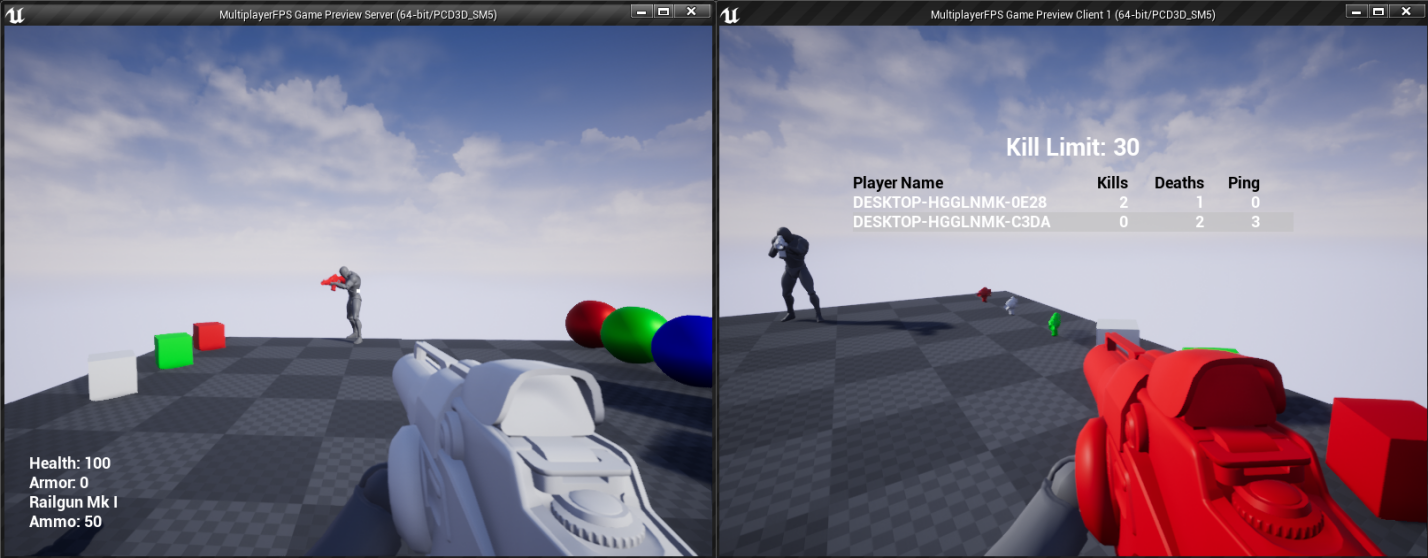 MultiplayerFPS Game Preview Server (64-bit/PCD3D_SM5)
Health: 100
Armor: 0
Railgun Mk I
Ammo: 50
MultiplayerFPS Game Preview Client 1 (64-bit/PCD3D_SM5)
Kill Limit: 30
Player Name Kills Deaths Ping
DESKTOP-HGGLNMK-0E28 2 1 0
DESKTOP-HGGLNMK-C3DA 0 2 3